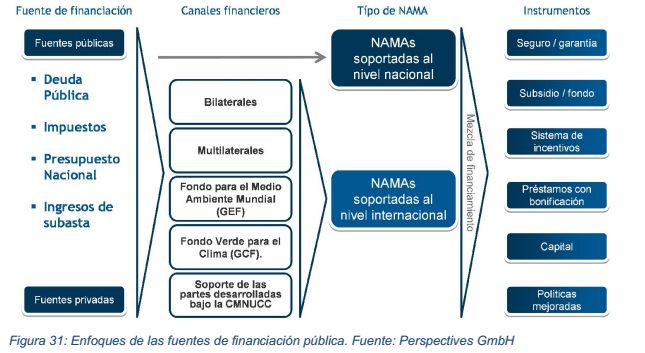 Fuente de financiación
Canales financieros
Típo de NAMA
Instrumentos
Fuentes públicas
▪ Deuda
Pública
▪ Impuestos
▪ Presupuesto
Nacional
▪ Ingresos de
subasta
Fuentes privadas
Bilaterales
Multilaterales
Fondo para el Medio
Ambiente Mundial
(GEF)
Fondo Verde para el
Clima (GCF).
Soporte de las
partes desarrolladas
bajo la CMNUCC
NAMAs
soportadas al
nivel nacional
NAMAs
soportadas al
nivel internacional
Mezcla de financiamiento
Seguro / garantia
Subsidio / fondo
Sistema de
incentivos
Préstamos con
bonificación
Capital
Políticas
mejoradas
Figura 31: Enfoques de las fuentes de financiación pública. Fuente: Perspectives GmbH